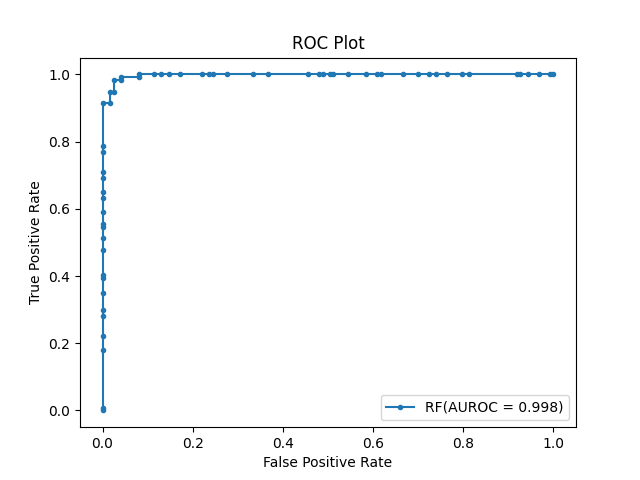 ROC Plot
True Positive Rate
1.0
0.8
0.6
0.4
0.2
0.0
RF(AUROC = 0.998)
0.0 0.2 0.4 0.6 0.8 1.0
False Positive Rate